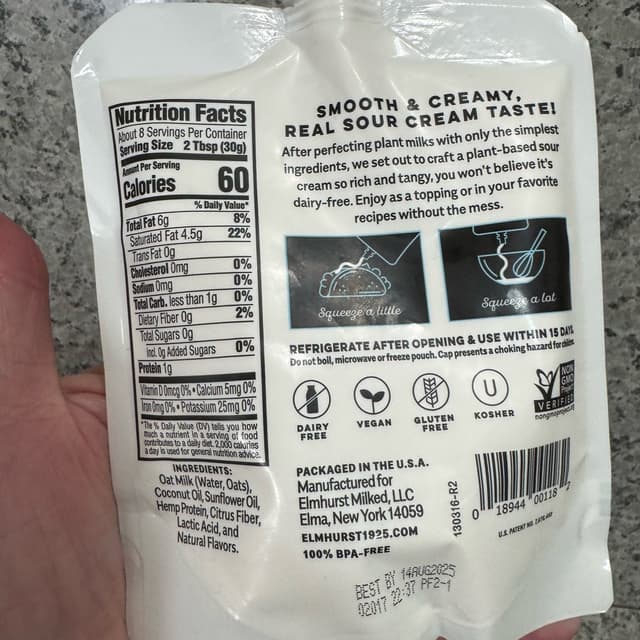 Nutrition Facts
About 8 Servings Per Container
Serving Size 2 Tbsp (30g)
Amount Per Serving
Calories 60
% Daily Value*
Total Fat 6g 8%
Saturated Fat 4.5g 22%
Trans Fat 0g
Cholesterol 0mg 0%
Sodium 0mg 0%
Total Carb. less than 1g 0%
Dietary Fiber 0g 2%
Total Sugars 0g
Incl. 0g Added Sugars 0%
Protein 1g
Vitamin D 0mcg 0% • Calcium 5mg 0%
Iron 0mg 0% • Potassium 25mg 0%
*The % Daily Value (DV) tells you how
much a nutrient in a serving of food
contributes to a daily diet. 2,000 calories
a day is used for general nutrition advice.
INGREDIENTS:
Oat Milk (Water, Oats),
Coconut Oil, Sunflower Oil,
Hemp Protein, Citrus Fiber,
Lactic Acid, and
Natural Flavors.
SMOOTH & CREAMY,
REAL SOUR CREAM TASTE!
After perfecting plant milks with only the simplest
ingredients, we set out to craft a plant-based sour
cream so rich and tangy, you won't believe it's
dairy-free. Enjoy as a topping or in your favorite
recipes without the mess.
Squeeze a little
Squeeze a lot
REFRIGERATE AFTER OPENING & USE WITHIN 15 DAYS.
Do not boil, microwave or freeze pouch. Cap presents a choking hazard for children.
DAIRY
FREE
VEGAN
GLUTEN
FREE
U
KOSHER
NON
GMO
VERIFIED
nongmoproject.org
PACKAGED IN THE U.S.A.
Manufactured for
Elmhurst Milked, LLC
Elma, New York 14059
ELMHURST1925.COM
100% BPA-FREE
130316-R2
0 18944 00118 2
U.S. PATENT NO.
BEST BY 14AUG2025
02017 22:37 PF2-1